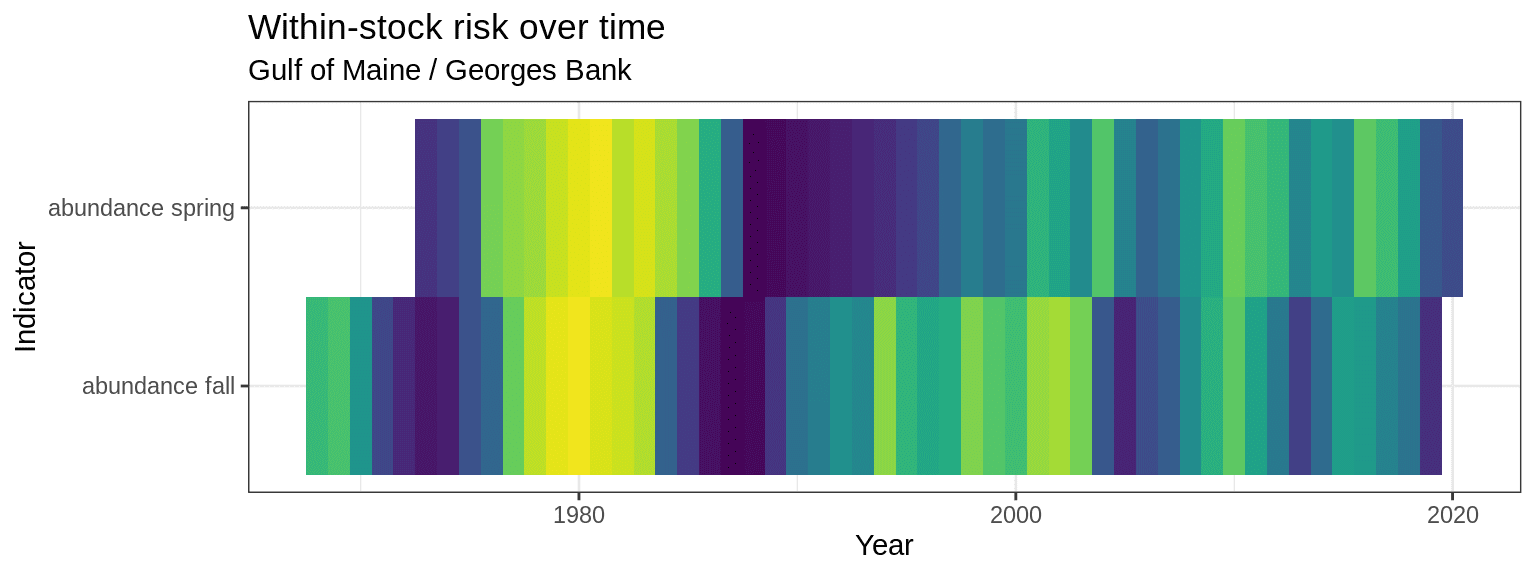 Within-stock risk over time
Gulf of Maine / Georges Bank
Indicator
abundance spring
abundance fall
1980 2000 2020
Year